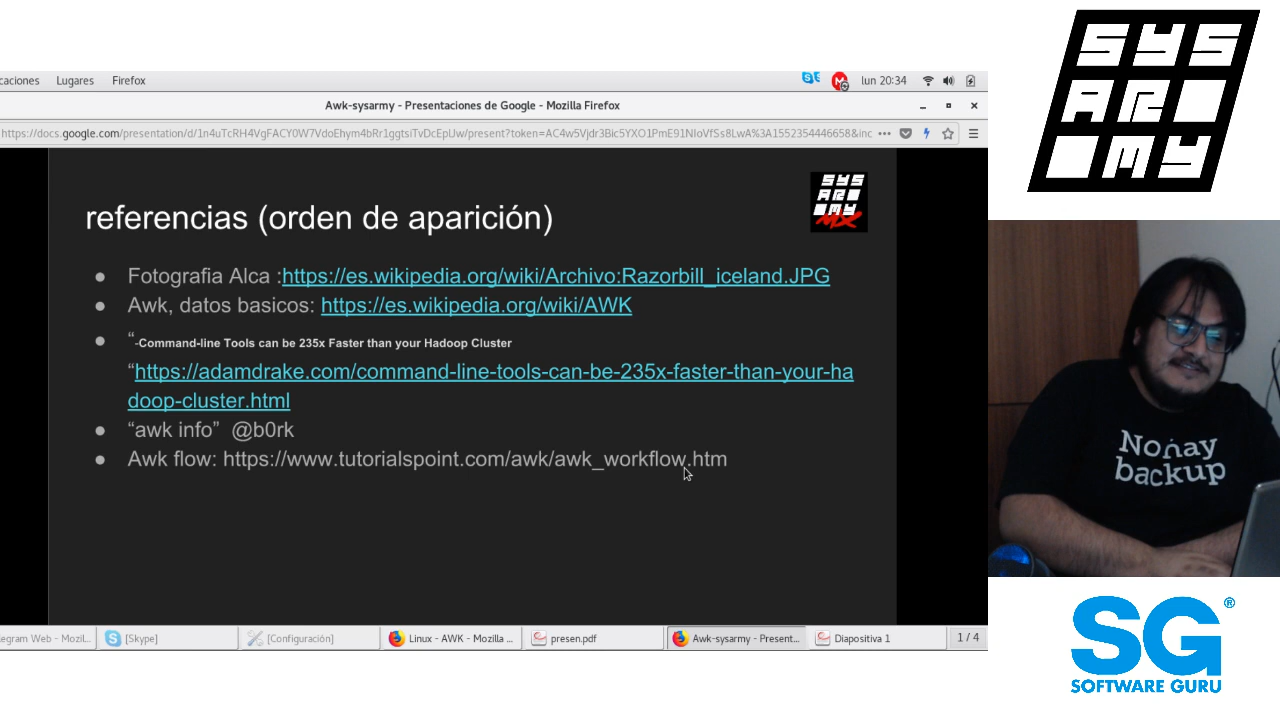 caciones Lugares Firefox lun 20:34
Awk-sysarmy - Presentaciones de Google - Mozilla Firefox
https://docs.google.com/presentation/d/1n4uTcRH4VgFACY0W7VdoEhym4bRr1ggtsiTvDcEpUw/present?token=AC4w5Vjdr3Bic5YXO1PmE91NIoVfSs8LwA%3A1552354446658&inc
SYS
ARMY
MX
referencias (orden de aparición)
● Fotografia Alca :https://es.wikipedia.org/wiki/Archivo:Razorbill_iceland.JPG
● Awk, datos basicos: https://es.wikipedia.org/wiki/AWK
● “-Command-line Tools can be 235x Faster than your Hadoop Cluster
“https://adamdrake.com/command-line-tools-can-be-235x-faster-than-your-ha
doop-cluster.html
● “awk info” @b0rk
● Awk flow: https://www.tutorialspoint.com/awk/awk_workflow.htm
legram Web - Mozil... [Skype] [Configuración] Linux - AWK - Mozilla ... presen.pdf Awk-sysarmy - Present... Diapositiva 1 1 / 4
SYS
AR
MY
No hay
backup
SG®
SOFTWARE GURU